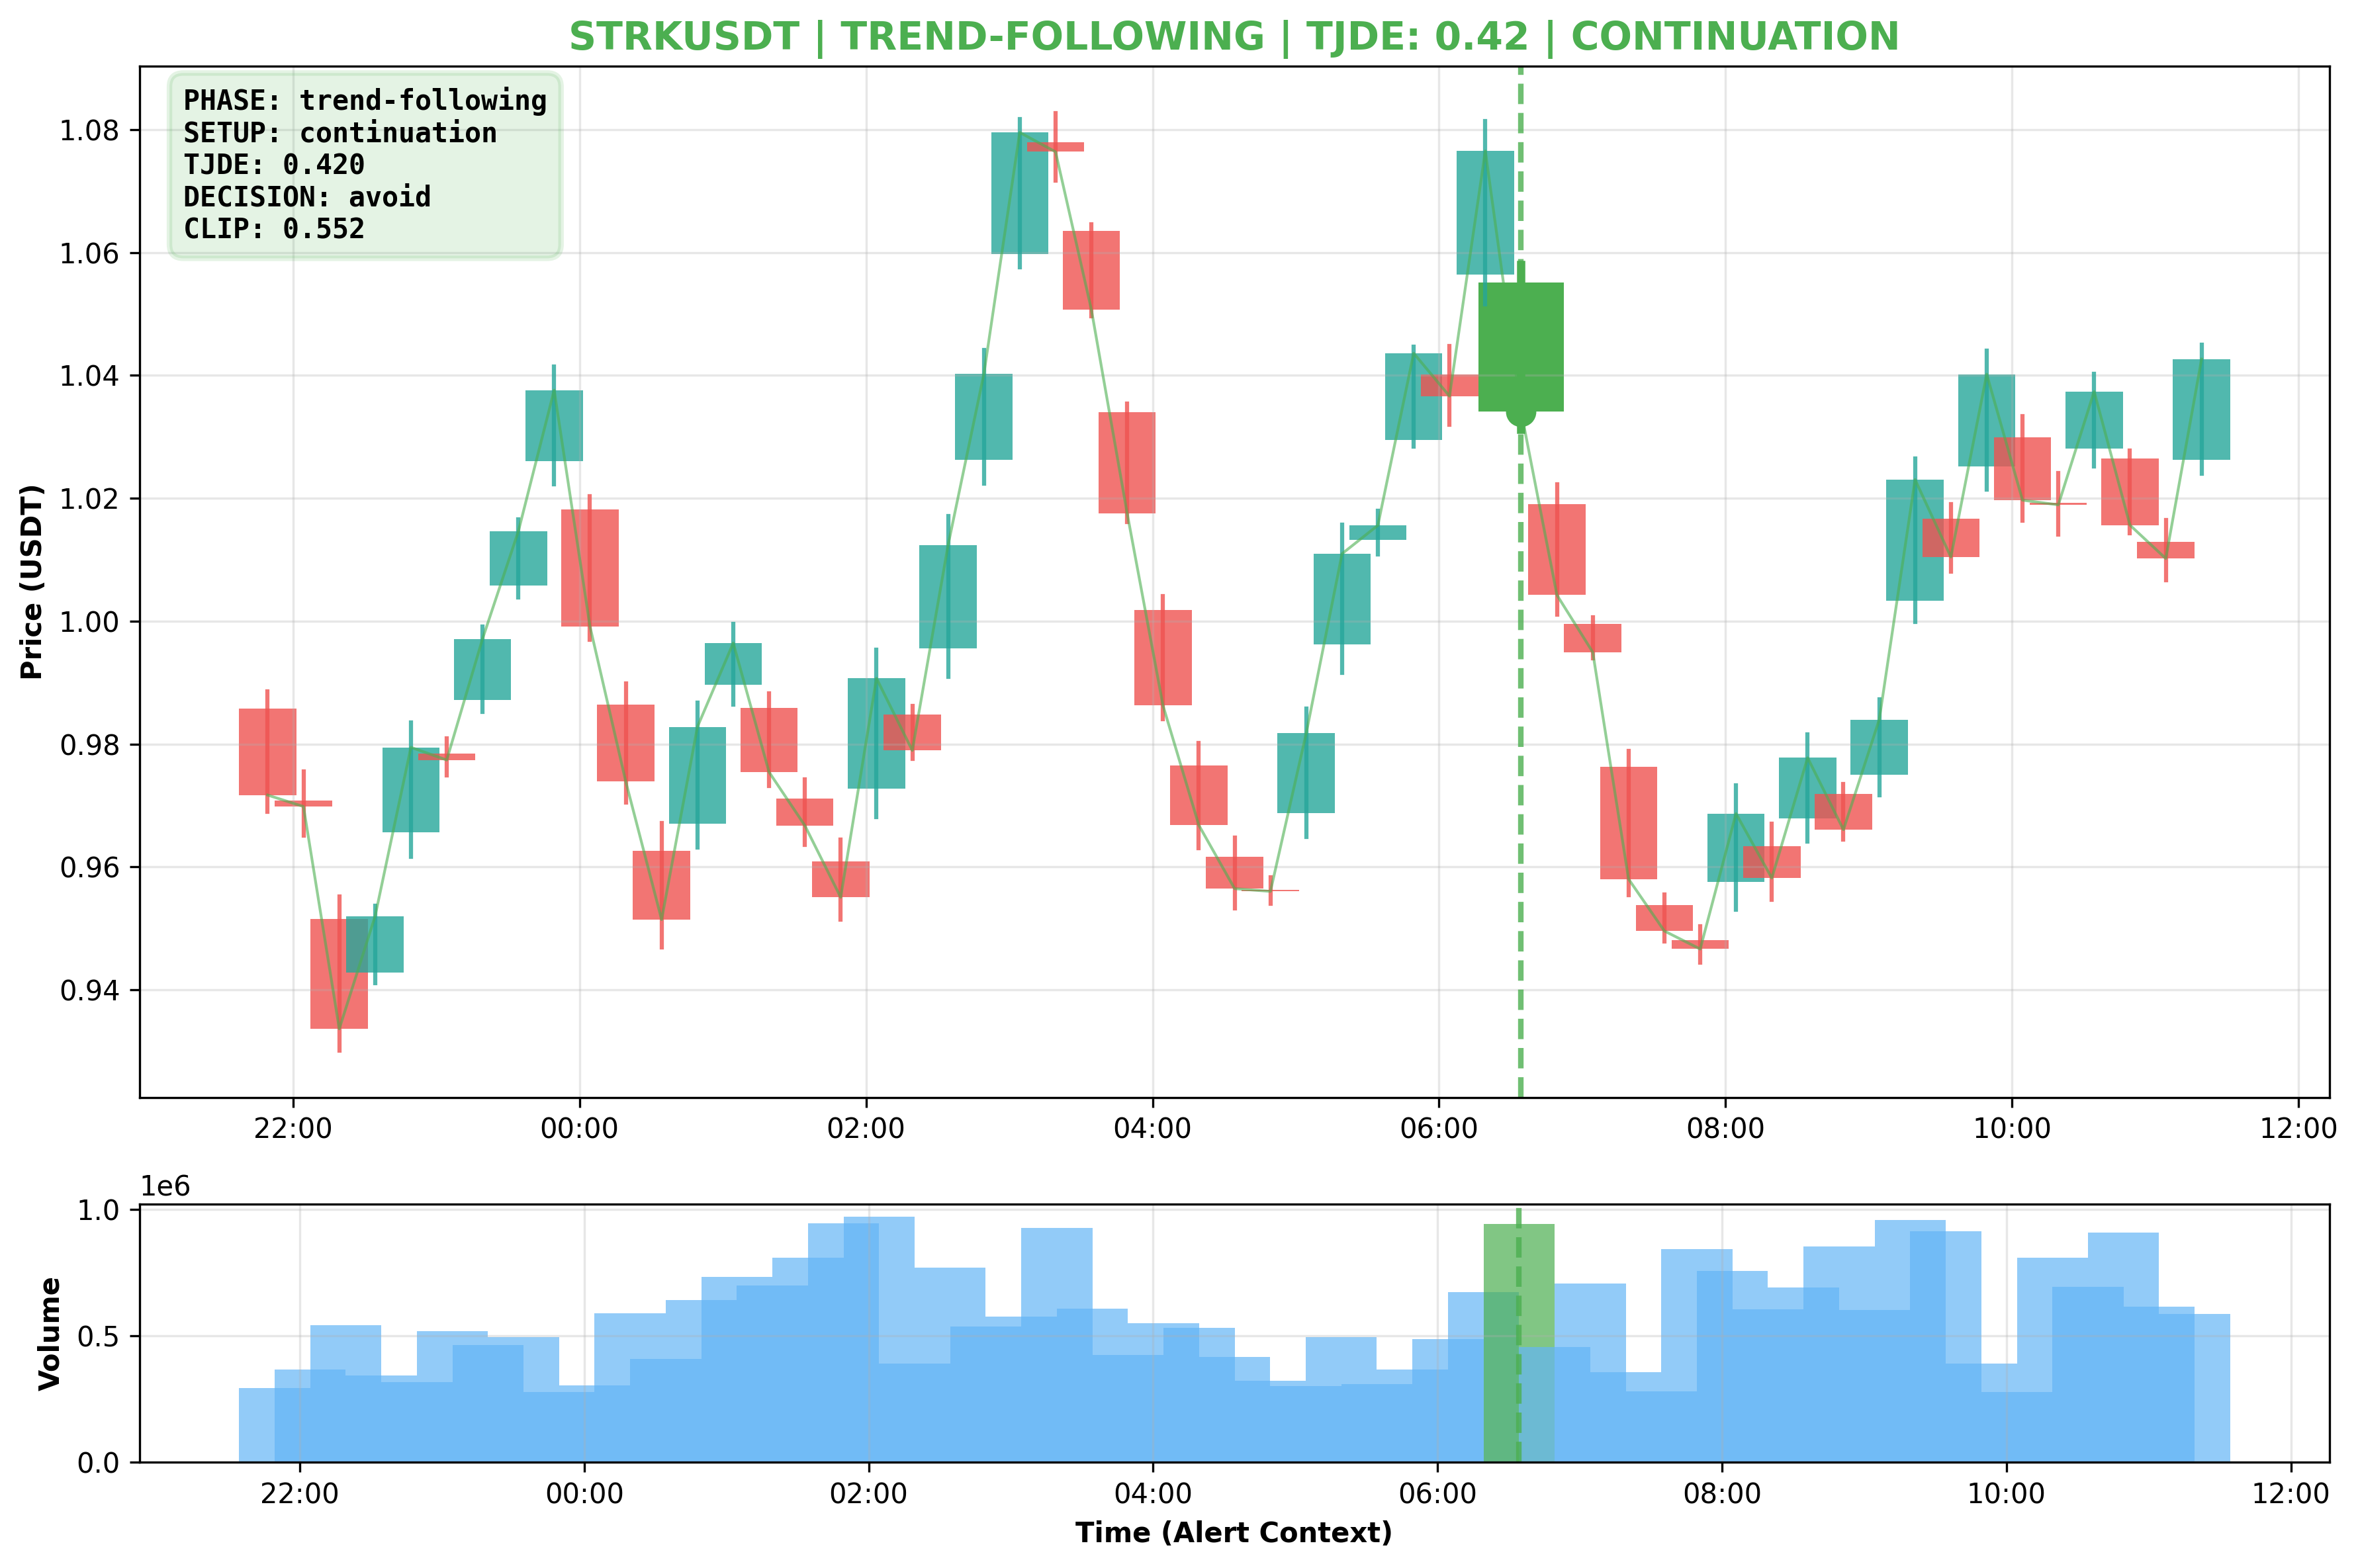 STRKUSDT | TREND-FOLLOWING | TJDE: 0.42 | CONTINUATION
PHASE: trend-following
SETUP: continuation
TJDE: 0.420
DECISION: avoid
CLIP: 0.552
Price (USDT)
1.08
1.06
1.04
1.02
1.00
0.98
0.96
0.94
22:00 00:00 02:00 04:00 06:00 08:00 10:00 12:00
1e6
Volume
1.0
0.5
0.0
22:00 00:00 02:00 04:00 06:00 08:00 10:00 12:00
Time (Alert Context)